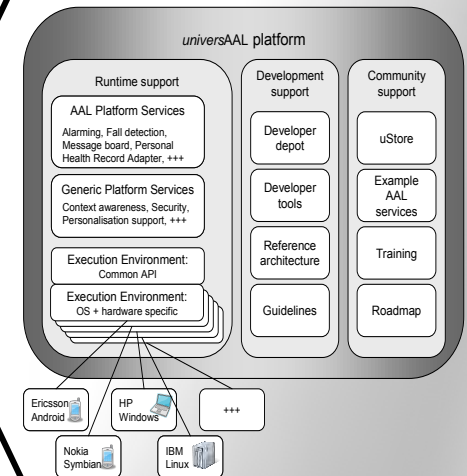 universAAL platform
Runtime support
AAL Platform Services
Alarming, Fall detection,
Message board, Personal
Health Record Adapter, +++
Generic Platform Services
Context awareness, Security,
Personalisation support, +++
Execution Environment:
Common API
Execution Environment:
OS + hardware specific
Development
support
Developer
depot
Developer
tools
Reference
architecture
Guidelines
Community
support
uStore
Example
AAL
services
Training
Roadmap
Ericsson
Android
HP
Windows
+++
Nokia
Symbian
IBM
Linux